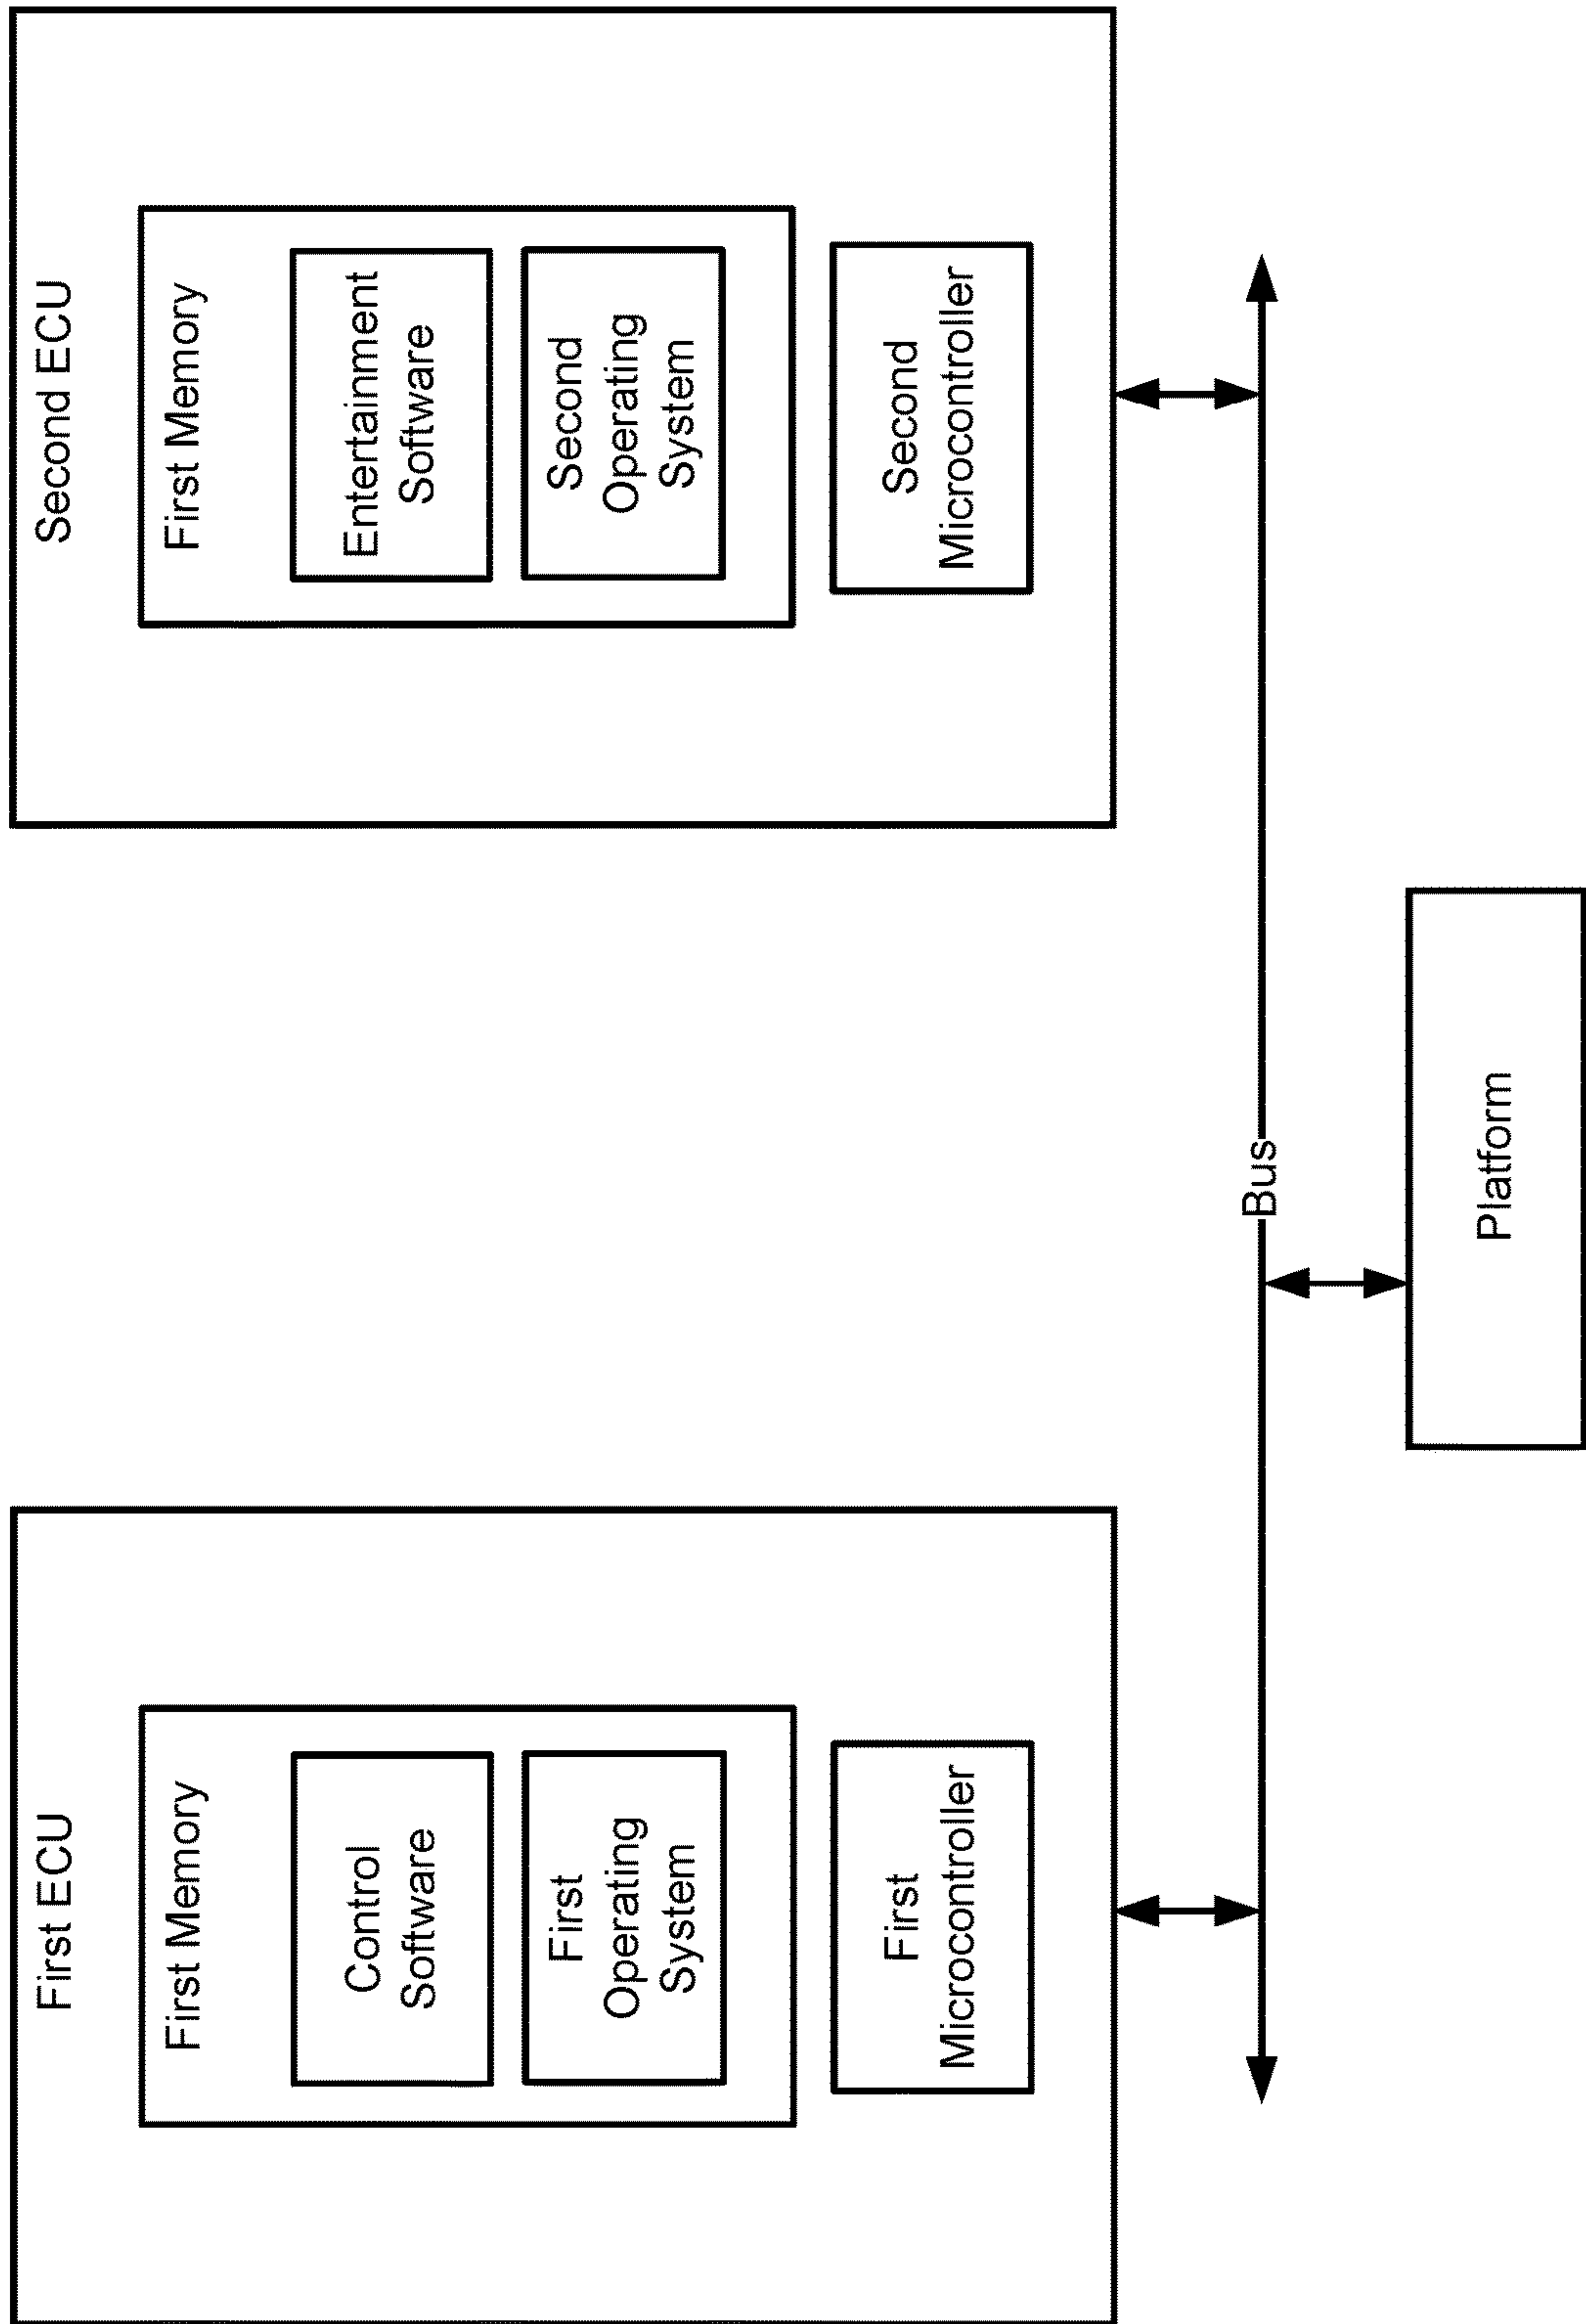 First ECU
First Memory
Control
Software
First
Operating
System
First
Microcontroller
Second ECU
First Memory
Entertainment
Software
Second
Operating
System
Second
Microcontroller
Bus
Platform